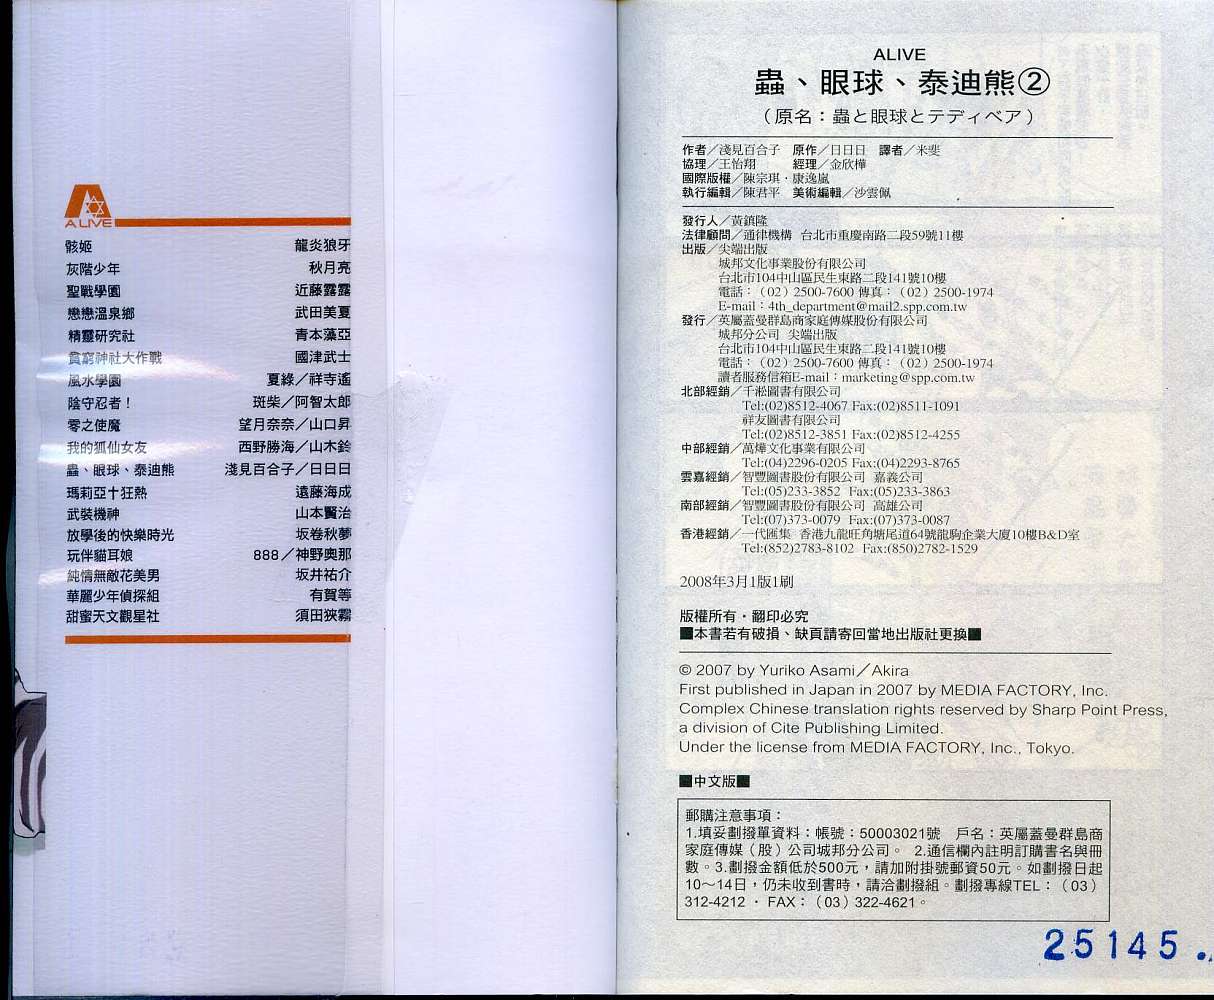 ALIVE
骸姬 龍炎狼牙
灰階少年 秋月亮
聖戰學園 近藤露露
戀戀溫泉鄉 武田美夏
精靈研究社 青本藻亞
貧窮神社大作戰 國津武士
風水學園 夏綠／祥寺遙
陰守忍者！ 斑柴／阿智太郎
零之使魔 望月奈奈／山口昇
我的狐仙女友 西野勝海／山木鈴
蟲、眼球、泰迪熊 淺見百合子／日日日
瑪莉亞十狂熱 遠藤海成
武裝機神 山本賢治
放學後的快樂時光 坂卷秋夢
玩伴貓耳娘 888／神野奧那
純情無敵花美男 坂井祐介
華麗少年偵探組 有賀等
甜蜜天文觀星社 須田狹霧
ALIVE
蟲、眼球、泰迪熊②
（原名：蟲と眼球とテディベア）
作者／淺見百合子 原作／日日日 譯者／米斐
協理／王怡翔 經理／金欣樺
國際版權／陳宗琪・康逸嵐
執行編輯／陳君平 美術編輯／沙雲佩
發行人／黃鎮隆
法律顧問／通律機構 台北市重慶南路二段59號11樓
出版／尖端出版
城邦文化事業股份有限公司
台北市104中山區民生東路二段141號10樓
電話：（02）2500-7600 傳真：（02）2500-1974
E-mail：4th_department@mail2.spp.com.tw
發行／英屬蓋曼群島商家庭傳媒股份有限公司
城邦分公司 尖端出版
台北市104中山區民生東路二段141號10樓
電話：（02）2500-7600 傳真：（02）2500-1974
讀者服務信箱E-mail：marketing@spp.com.tw
北部經銷／千淞圖書有限公司
Tel:(02)8512-4067 Fax:(02)8511-1091
祥友圖書有限公司
Tel:(02)8512-3851 Fax:(02)8512-4255
中部經銷／萬燁文化事業有限公司
Tel:(04)2296-0205 Fax:(04)2293-8765
雲嘉經銷／智豐圖書股份有限公司 嘉義公司
Tel:(05)233-3852 Fax:(05)233-3863
南部經銷／智豐圖書股份有限公司 高雄公司
Tel:(07)373-0079 Fax:(07)373-0087
香港經銷／一代匯集 香港九龍旺角塘尾道64號龍駒企業大廈10樓B&D室
Tel:(852)2783-8102 Fax:(850)2782-1529
2008年3月1版1刷
版權所有・翻印必究
■本書若有破損、缺頁請寄回當地出版社更換■
© 2007 by Yuriko Asami／Akira
First published in Japan in 2007 by MEDIA FACTORY, Inc.
Complex Chinese translation rights reserved by Sharp Point Press,
a division of Cite Publishing Limited.
Under the license from MEDIA FACTORY, Inc., Tokyo.
■中文版■
郵購注意事項：
1.填妥劃撥單資料：帳號：50003021號 戶名：英屬蓋曼群島商
家庭傳媒（股）公司城邦分公司。 2.通信欄內註明訂購書名與冊
數。3.劃撥金額低於500元，請加附掛號郵資50元。如劃撥日起
10～14日，仍未收到書時，請洽劃撥組。劃撥專線TEL：（03）
312-4212 ・ FAX：（03）322-4621。
25145